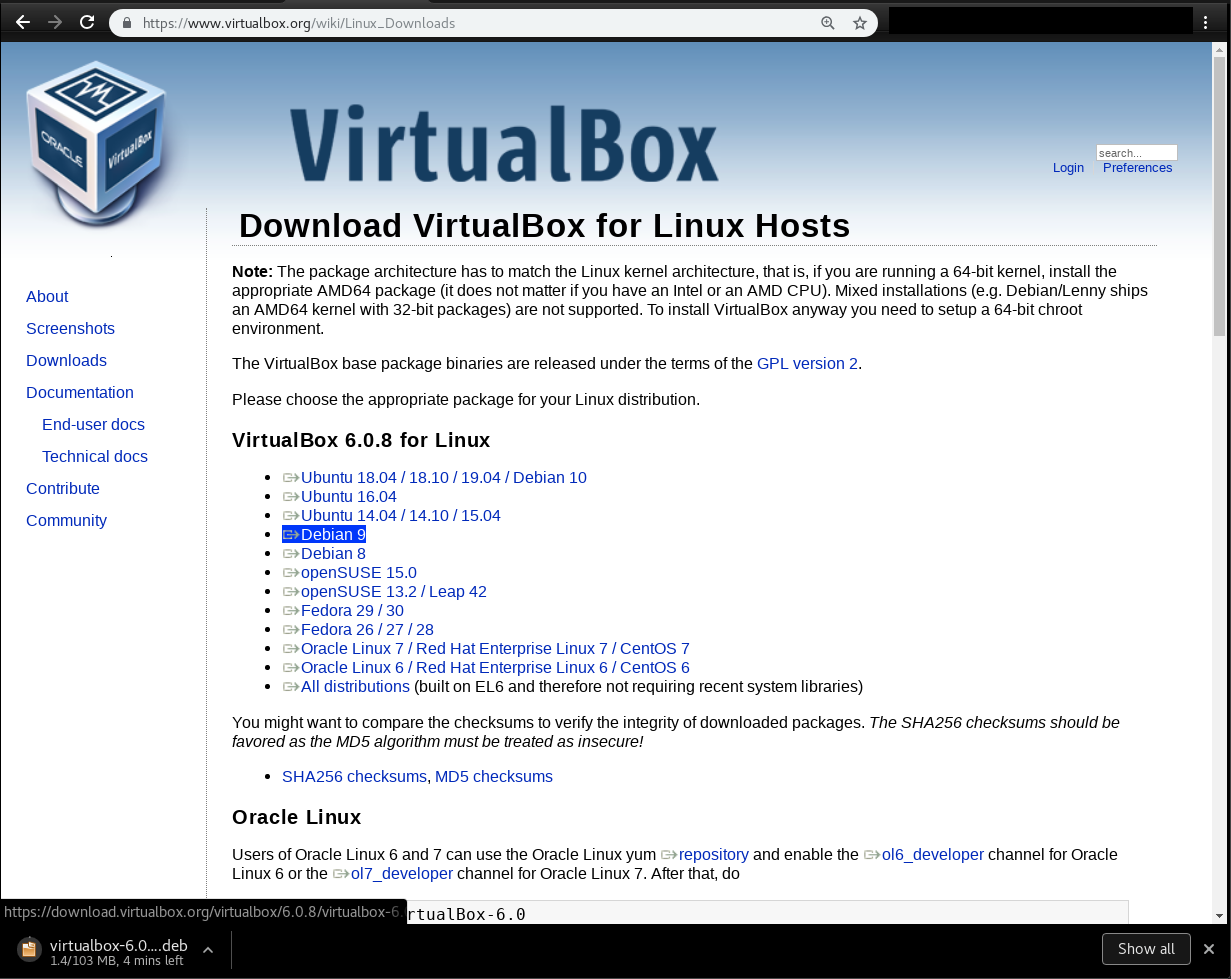 https://www.virtualbox.org/wiki/Linux_Downloads
ORACLE
VirtualBox
VirtualBox
search...
Login Preferences
Download VirtualBox for Linux Hosts
About
Screenshots
Downloads
Documentation
End-user docs
Technical docs
Contribute
Community
Note: The package architecture has to match the Linux kernel architecture, that is, if you are running a 64-bit kernel, install the
appropriate AMD64 package (it does not matter if you have an Intel or an AMD CPU). Mixed installations (e.g. Debian/Lenny ships
an AMD64 kernel with 32-bit packages) are not supported. To install VirtualBox anyway you need to setup a 64-bit chroot
environment.
The VirtualBox base package binaries are released under the terms of the GPL version 2.
Please choose the appropriate package for your Linux distribution.
VirtualBox 6.0.8 for Linux
Ubuntu 18.04 / 18.10 / 19.04 / Debian 10
Ubuntu 16.04
Ubuntu 14.04 / 14.10 / 15.04
Debian 9
Debian 8
openSUSE 15.0
openSUSE 13.2 / Leap 42
Fedora 29 / 30
Fedora 26 / 27 / 28
Oracle Linux 7 / Red Hat Enterprise Linux 7 / CentOS 7
Oracle Linux 6 / Red Hat Enterprise Linux 6 / CentOS 6
All distributions (built on EL6 and therefore not requiring recent system libraries)
You might want to compare the checksums to verify the integrity of downloaded packages. The SHA256 checksums should be
favored as the MD5 algorithm must be treated as insecure!
SHA256 checksums, MD5 checksums
Oracle Linux
Users of Oracle Linux 6 and 7 can use the Oracle Linux yum repository and enable the ol6_developer channel for Oracle
Linux 6 or the ol7_developer channel for Oracle Linux 7. After that, do
https://download.virtualbox.org/virtualbox/6.0.8/virtualbox-6. rtualBox-6.0
virtualbox-6.0....deb
1.4/103 MB, 4 mins left
Show all